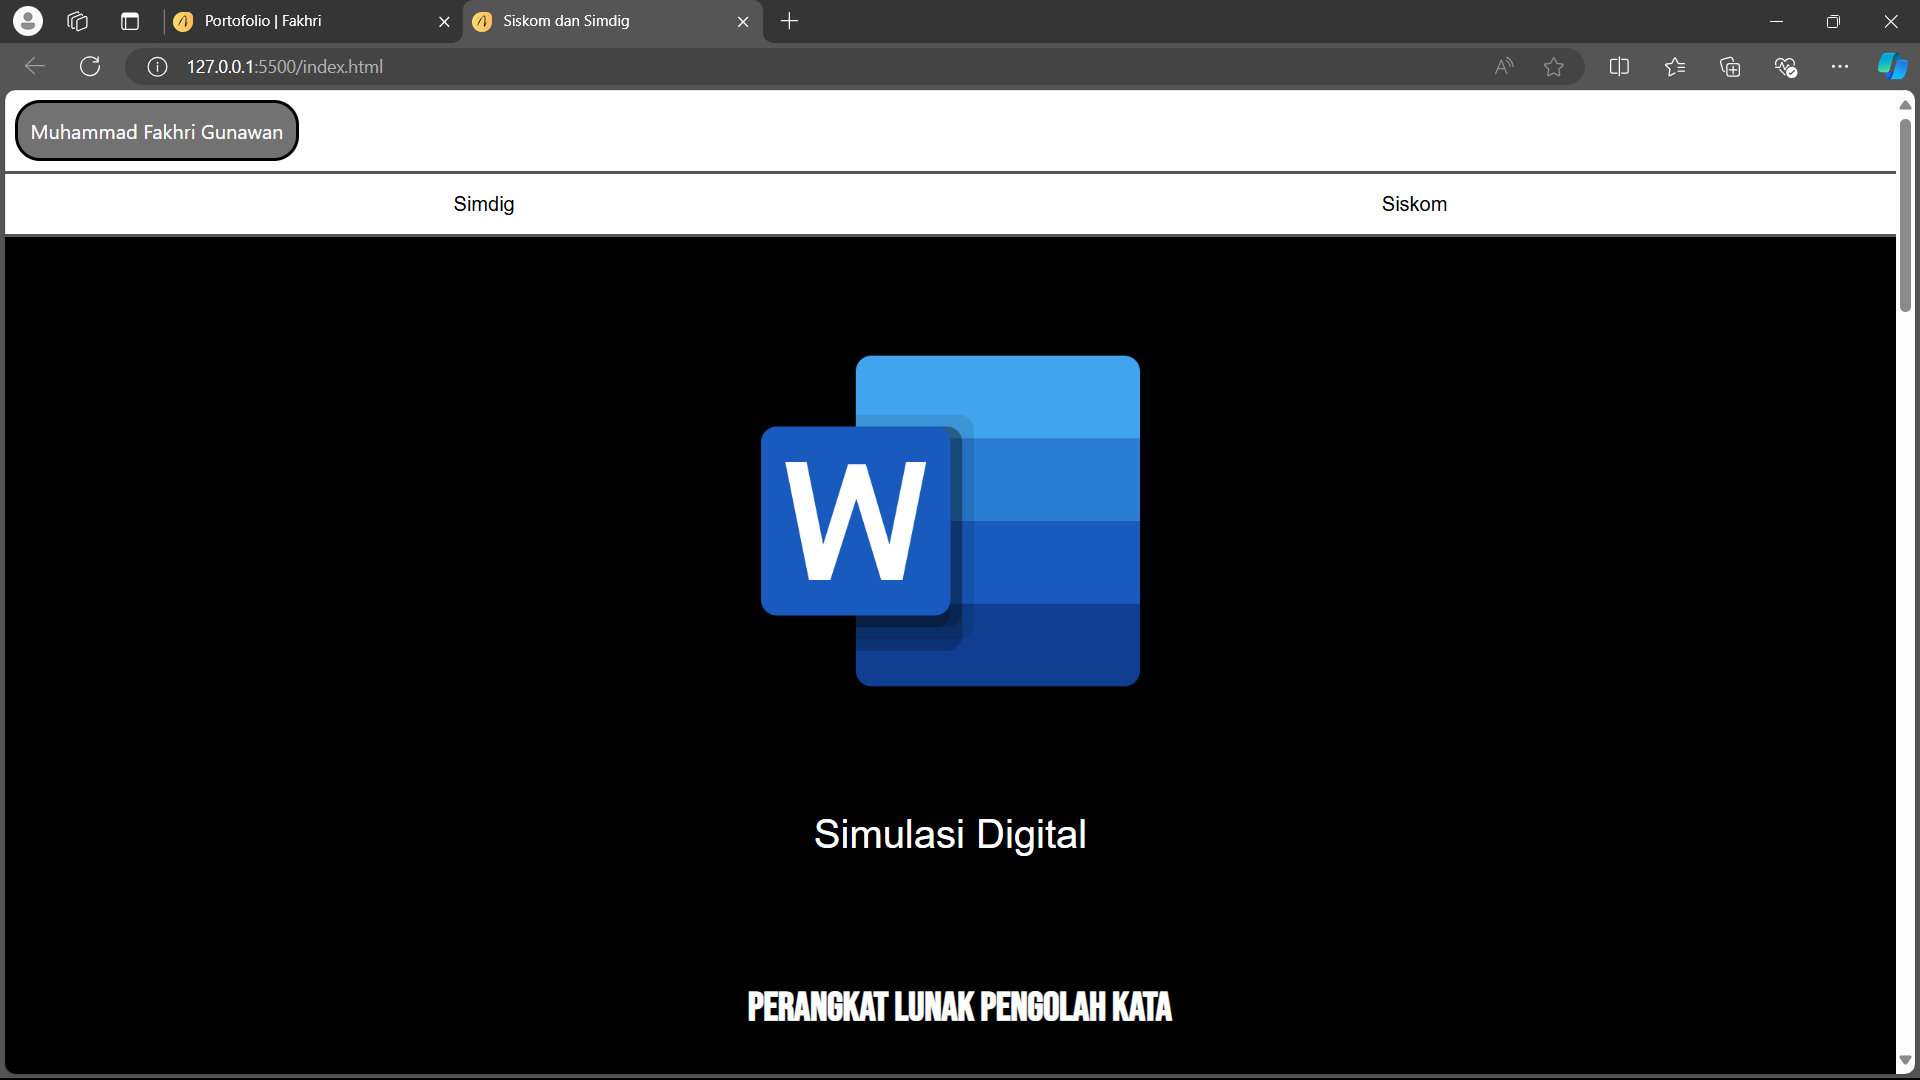 Portofolio | Fakhri
Siskom dan Simdig
127.0.0.1:5500/index.html
Muhammad Fakhri Gunawan
Simdig
Siskom
W
Simulasi Digital
PERANGKAT LUNAK PENGOLAH KATA